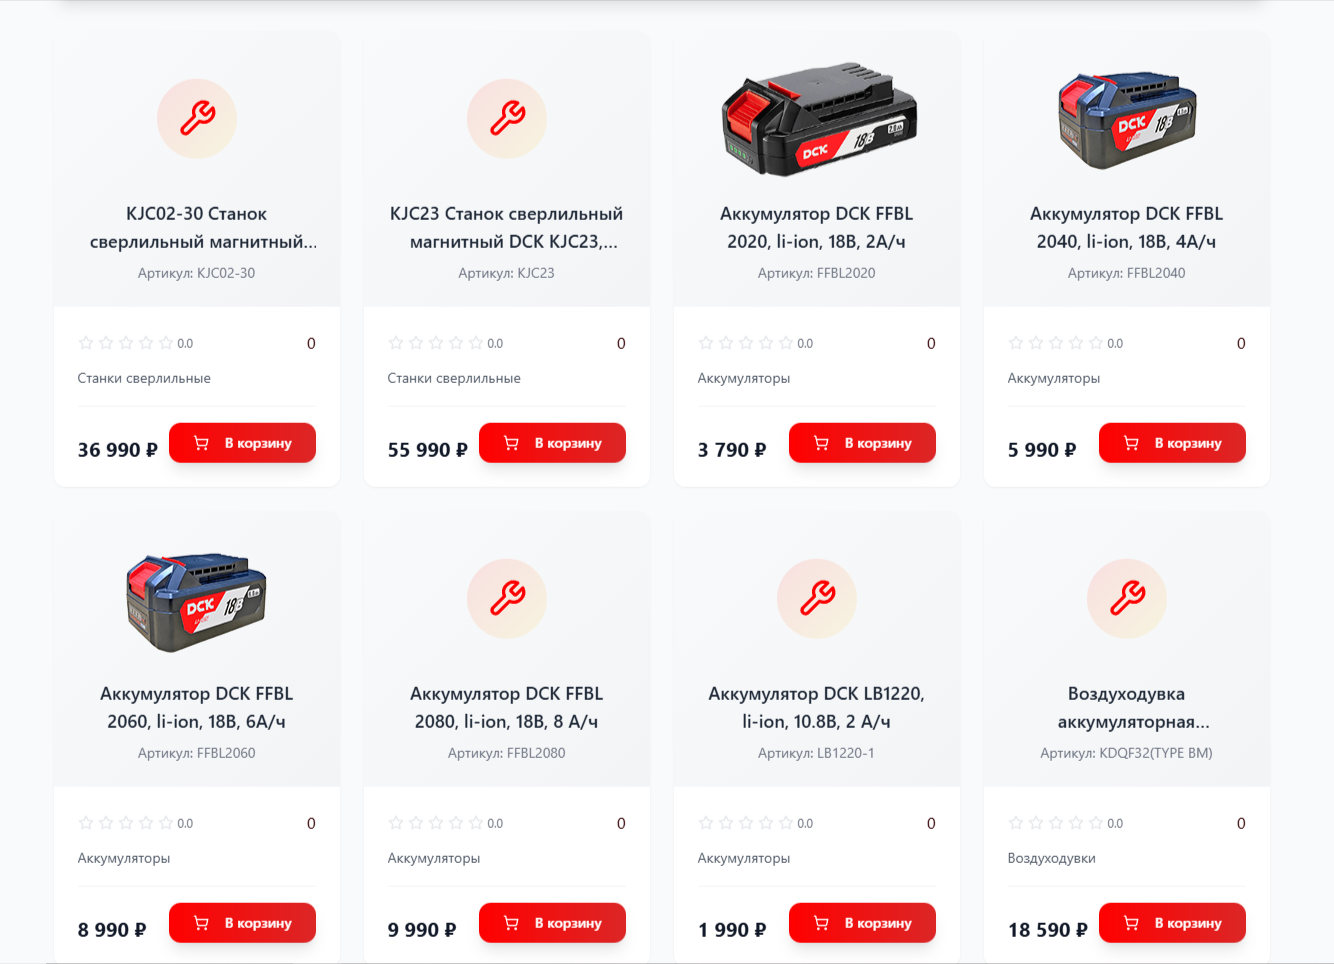 KJC02-30 Станок
сверлильный магнитный...
Артикул: KJC02-30
0.0
0
Станки сверлильные
36 990 ₽
В корзину
KJC23 Станок сверлильный
магнитный DCK KJC23,...
Артикул: KJC23
0.0
0
Станки сверлильные
55 990 ₽
В корзину
DCK
18В
Аккумулятор DCK FFBL
2020, li-ion, 18В, 2А/ч
Артикул: FFBL2020
0.0
0
Аккумуляторы
3 790 ₽
В корзину
DCK
18В
Аккумулятор DCK FFBL
2040, li-ion, 18В, 4А/ч
Артикул: FFBL2040
0.0
0
Аккумуляторы
5 990 ₽
В корзину
DCK
18В
Аккумулятор DCK FFBL
2060, li-ion, 18В, 6А/ч
Артикул: FFBL2060
0.0
0
Аккумуляторы
8 990 ₽
В корзину
Аккумулятор DCK FFBL
2080, li-ion, 18В, 8 А/ч
Артикул: FFBL2080
0.0
0
Аккумуляторы
9 990 ₽
В корзину
Аккумулятор DCK LB1220,
li-ion, 10.8В, 2 А/ч
Артикул: LB1220-1
0.0
0
Аккумуляторы
1 990 ₽
В корзину
Воздуходувка
аккумуляторная...
Артикул: KDQF32(TYPE BM)
0.0
0
Воздуходувки
18 590 ₽
В корзину